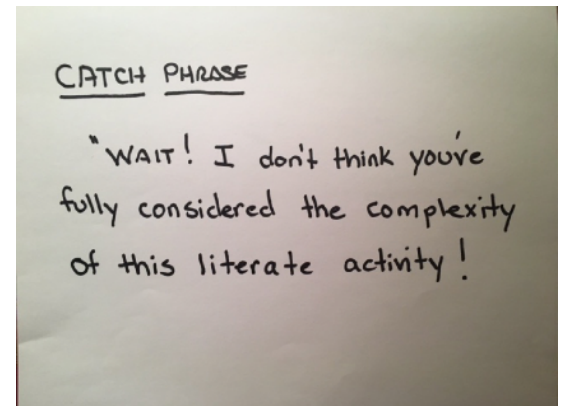 CATCH PHRASE
"WAIT! I don't think you've
fully considered the complexity
of this literate activity!